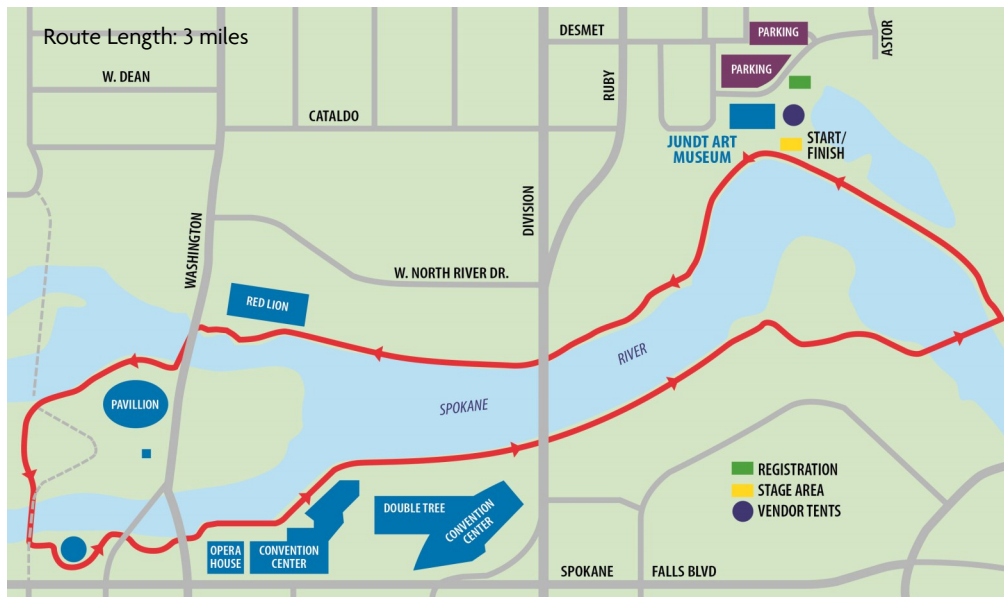 Route Length: 3 miles
DESMET
PARKING
ASTOR
W. DEAN
PARKING
RUBY
CATALDO
JUNDT ART
MUSEUM
START/
FINISH
WASHINGTON
DIVISION
W. NORTH RIVER DR.
RED LION
RIVER
SPOKANE
PAVILLION
REGISTRATION
STAGE AREA
VENDOR TENTS
DOUBLE TREE
CONVENTION
CENTER
OPERA
HOUSE
CONVENTION
CENTER
SPOKANE
FALLS BLVD